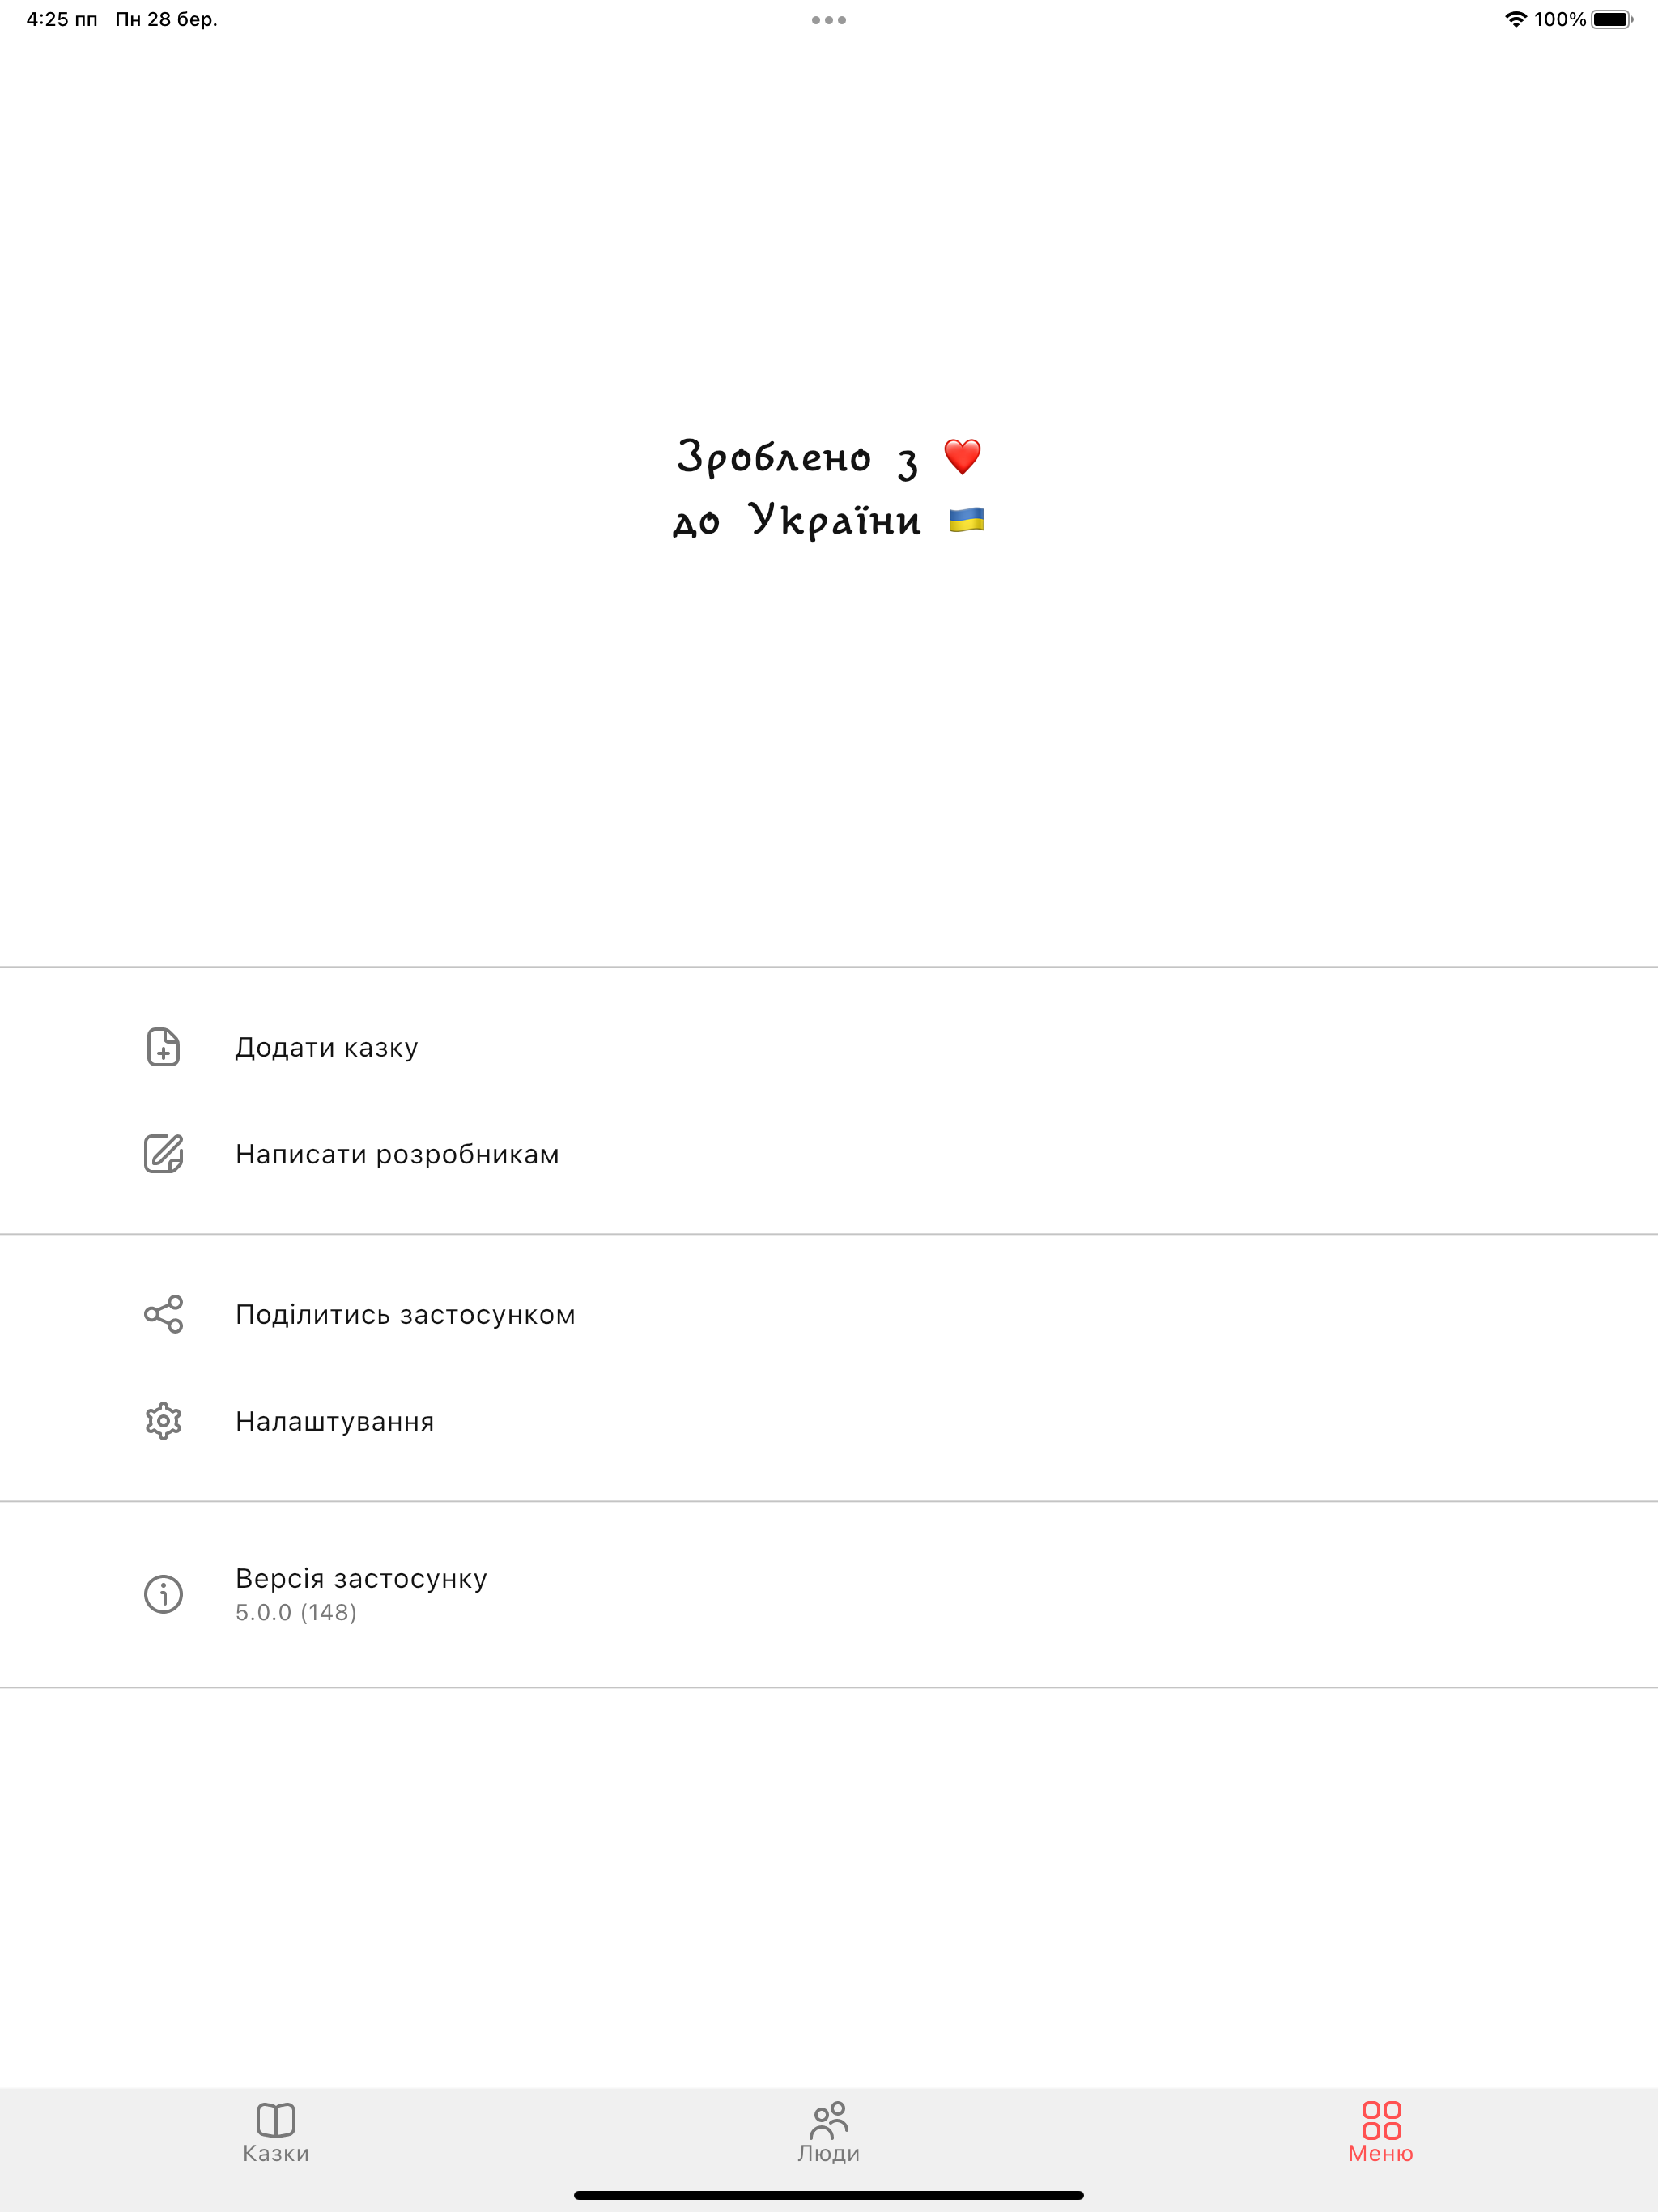 4:25 пп Пн 28 бер. 100%
Зроблено з ❤️
до України 🇺🇦
Додати казку
Написати розробникам
Поділитись застосунком
Налаштування
Версія застосунку
5.0.0 (148)
Казки Люди Меню